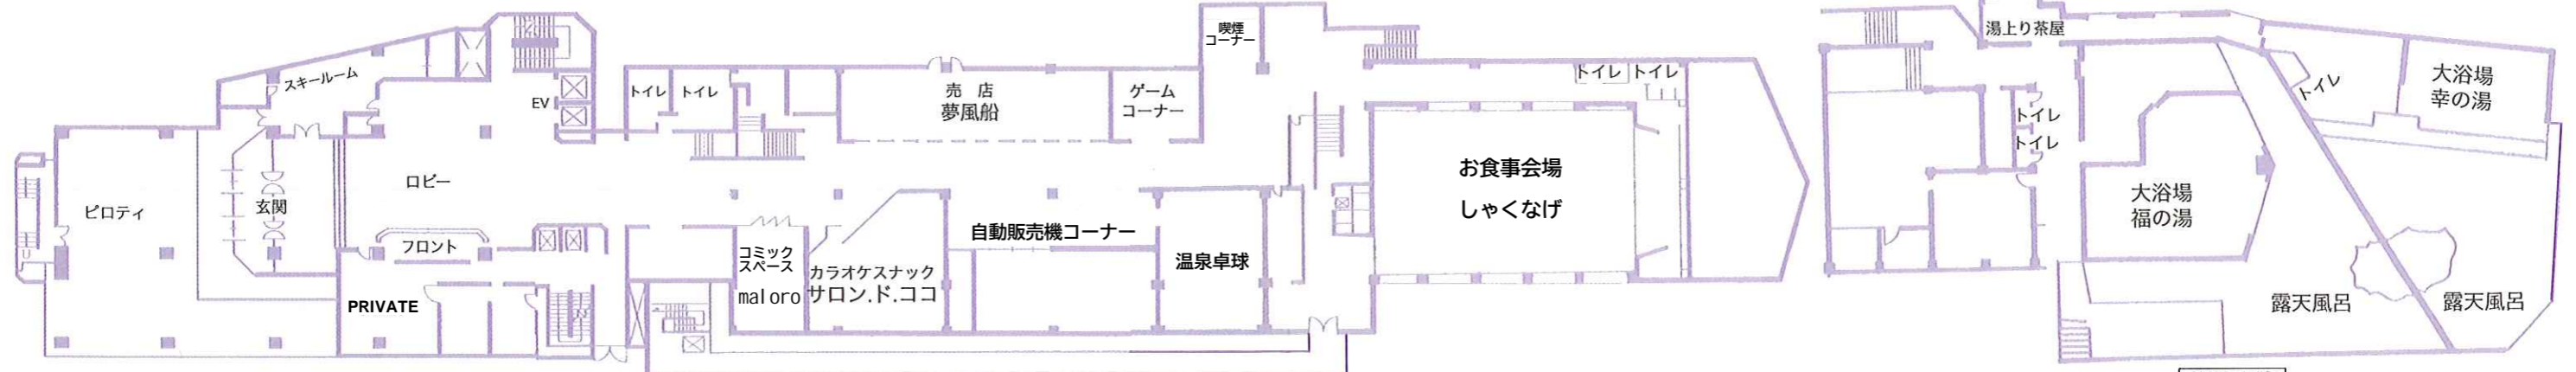 スキールーム
EV
ピロティ
玄関
ロビー
フロント
PRIVATE
トイレ
トイレ
売 店
夢風船
ゲーム
コーナー
喫煙
コーナー
コミック
スペース
maloro
カラオケスナック
サロン.ド.ココ
自動販売機コーナー
温泉卓球
トイレ
トイレ
お食事会場
しゃくなげ
湯上り茶屋
トイレ
トイレ
トイレ
大浴場
幸の湯
大浴場
福の湯
露天風呂
露天風呂